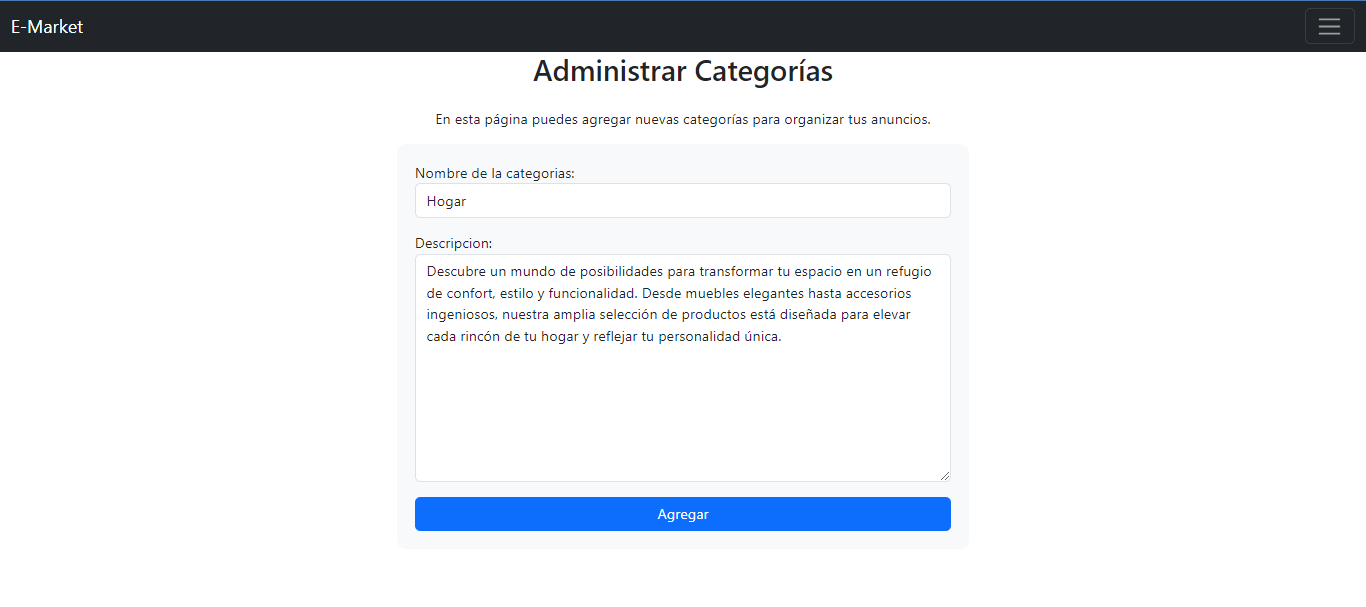 E-Market
Administrar Categorías
En esta página puedes agregar nuevas categorías para organizar tus anuncios.
Nombre de la categorias:
Hogar
Descripcion:
Descubre un mundo de posibilidades para transformar tu espacio en un refugio
de confort, estilo y funcionalidad. Desde muebles elegantes hasta accesorios
ingeniosos, nuestra amplia selección de productos está diseñada para elevar
cada rincón de tu hogar y reflejar tu personalidad única.
Agregar